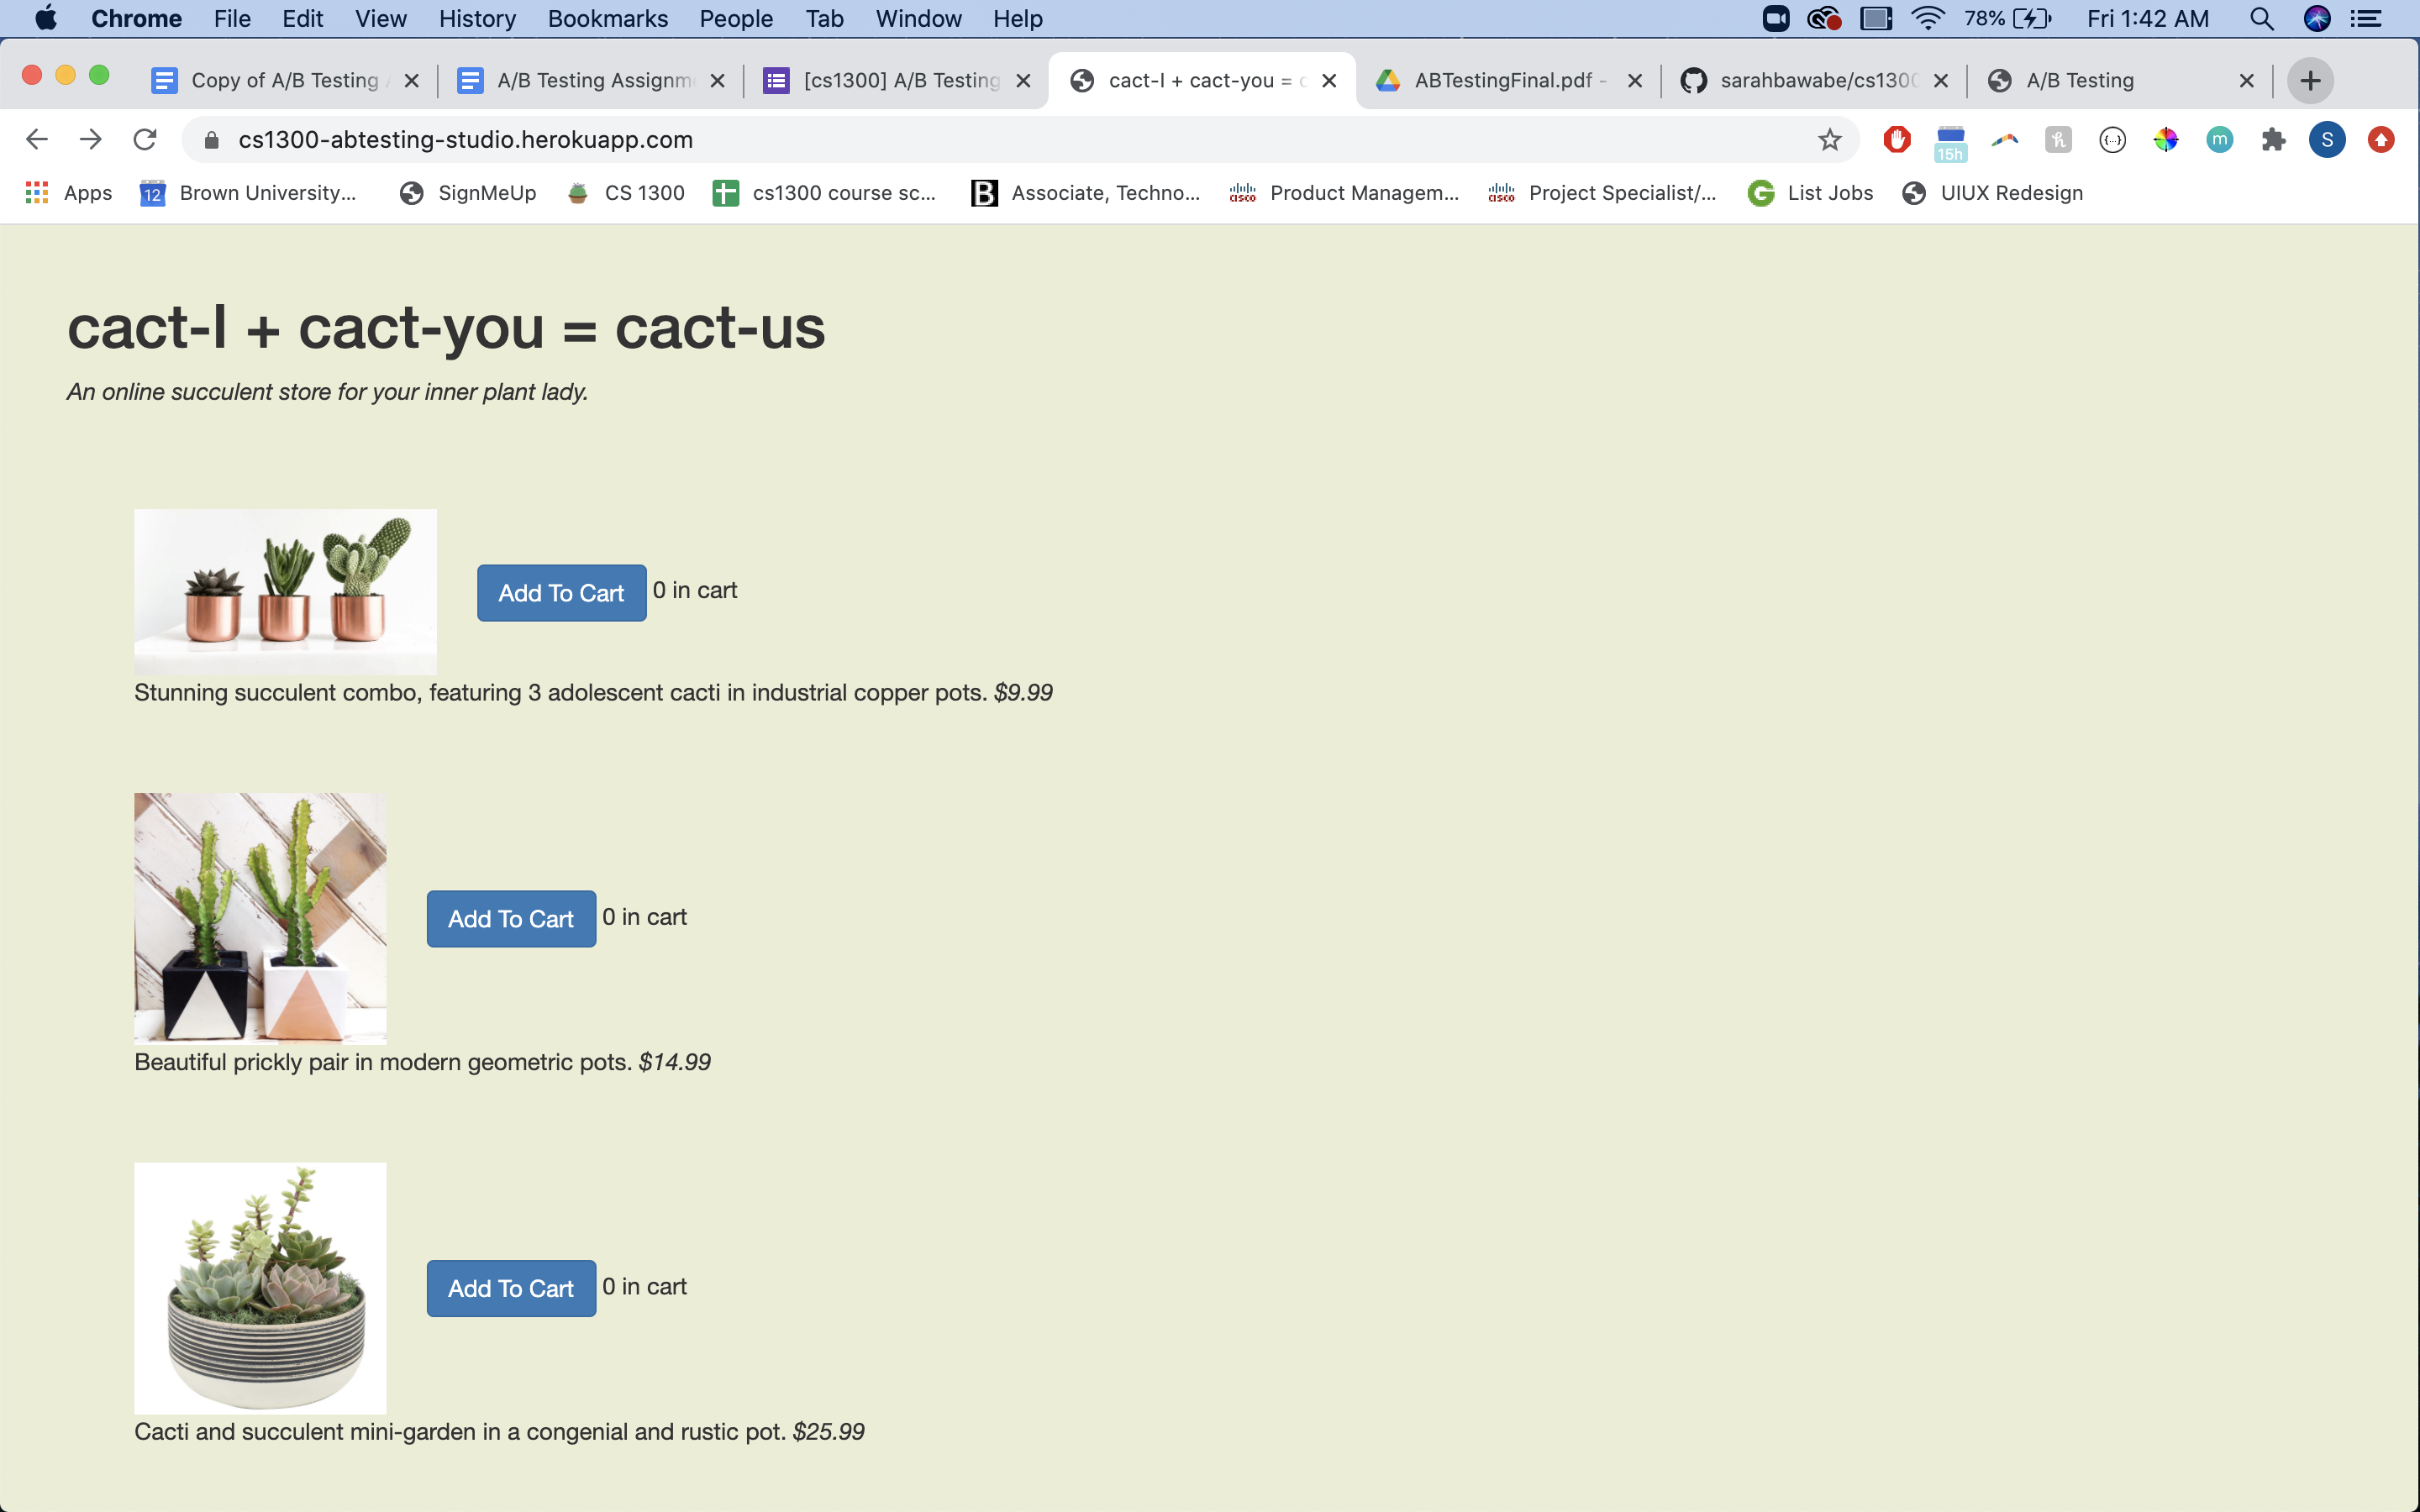 Chrome File Edit View History Bookmarks People Tab Window Help 78% Fri 1:42 AM
Copy of A/B Testing A/B Testing Assignm [cs1300] A/B Testing cact-I + cact-you = ABTestingFinal.pdf - sarahbawabe/cs1300 A/B Testing
cs1300-abtesting-studio.herokuapp.com 15h h {...} m S
Apps 12 Brown University... SignMeUp CS 1300 cs1300 course sc... B Associate, Techno... cisco Product Managem... cisco Project Specialist/... G List Jobs UIUX Redesign
cact-I + cact-you = cact-us
An online succulent store for your inner plant lady.
Add To Cart 0 in cart
Stunning succulent combo, featuring 3 adolescent cacti in industrial copper pots. $9.99
Add To Cart 0 in cart
Beautiful prickly pair in modern geometric pots. $14.99
Add To Cart 0 in cart
Cacti and succulent mini-garden in a congenial and rustic pot. $25.99